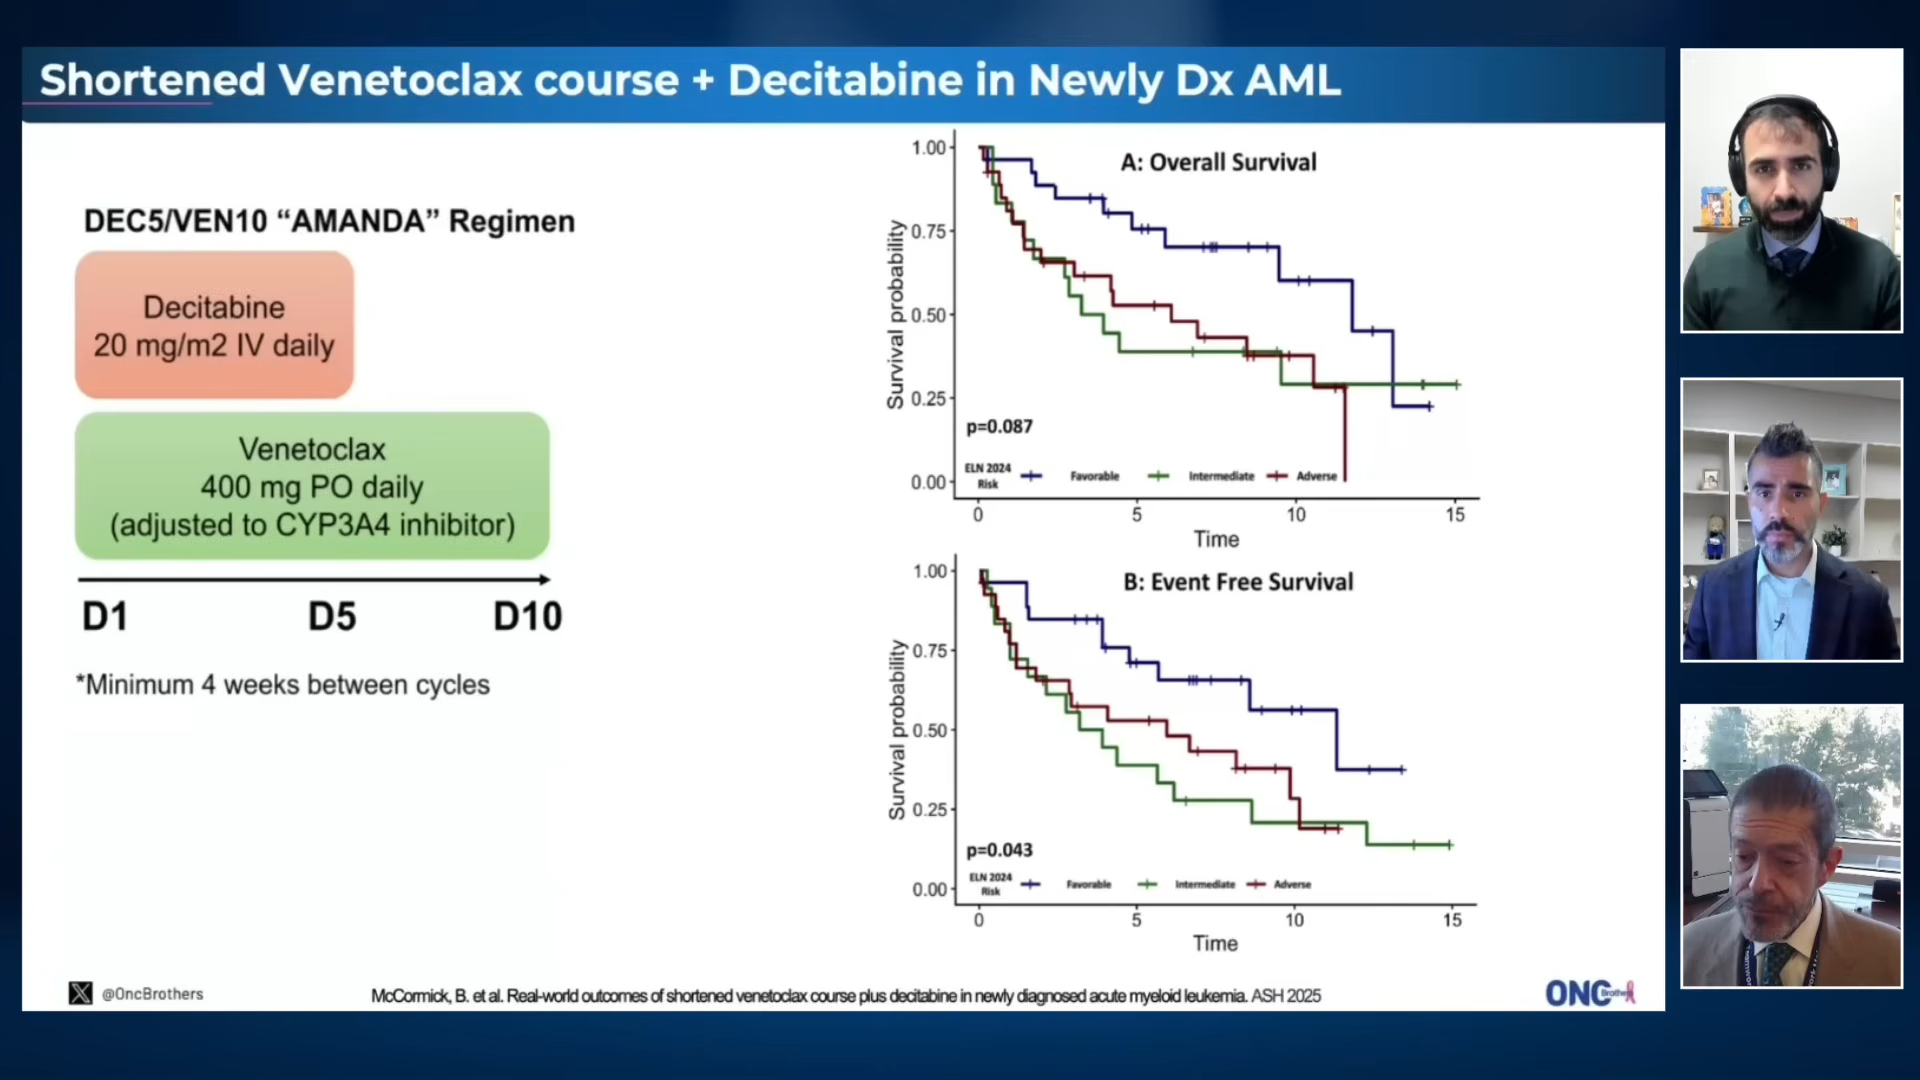 Shortened Venetoclax course + Decitabine in Newly Dx AML
DEC5/VEN10 “AMANDA” Regimen
Decitabine
20 mg/m2 IV daily
Venetoclax
400 mg PO daily
(adjusted to CYP3A4 inhibitor)
D1 D5 D10
*Minimum 4 weeks between cycles
A: Overall Survival
Survival probability
1.00
0.75
0.50
0.25
0.00
p=0.087
ELN 2024
Risk
Favorable Intermediate Adverse
0 5 10 15
Time
B: Event Free Survival
Survival probability
1.00
0.75
0.50
0.25
0.00
p=0.043
ELN 2024
Risk
Favorable Intermediate Adverse
0 5 10 15
Time
X @OncBrothers
McCormick, B. et al. Real-world outcomes of shortened venetoclax course plus decitabine in newly diagnosed acute myeloid leukemia. ASH 2025
ONC Brothers